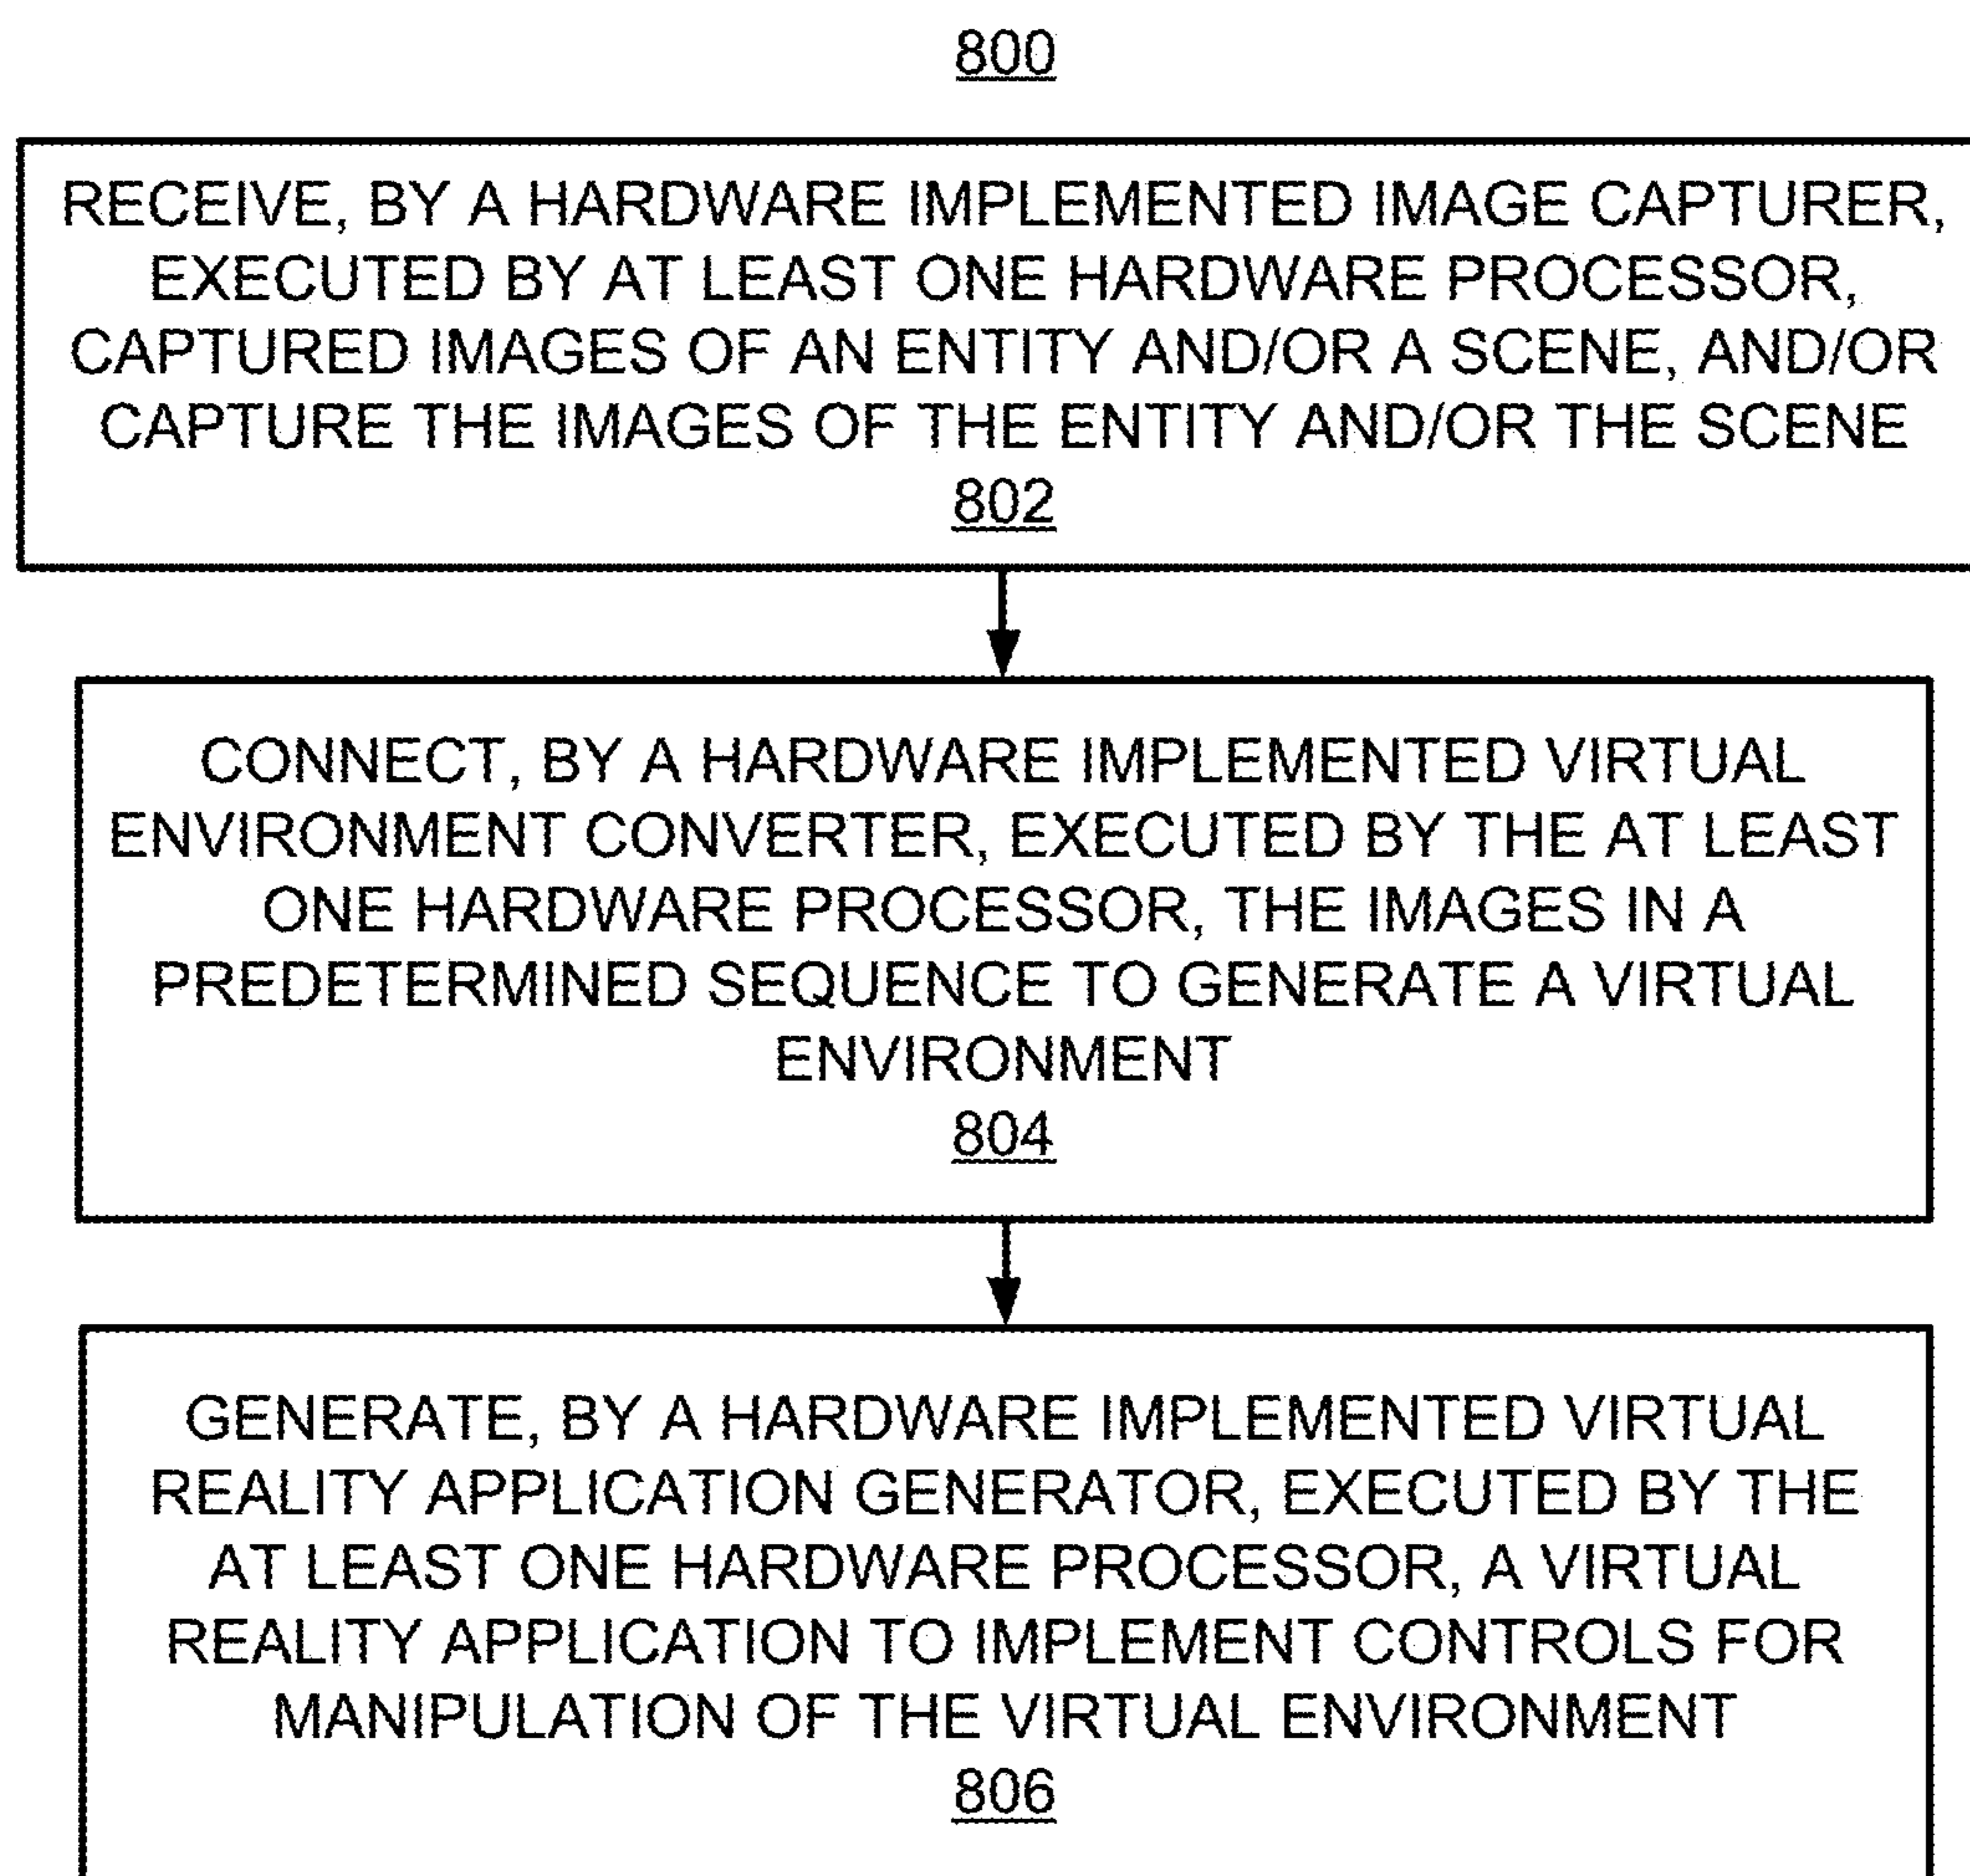 800
RECEIVE, BY A HARDWARE IMPLEMENTED IMAGE CAPTURER,
EXECUTED BY AT LEAST ONE HARDWARE PROCESSOR,
CAPTURED IMAGES OF AN ENTITY AND/OR A SCENE, AND/OR
CAPTURE THE IMAGES OF THE ENTITY AND/OR THE SCENE
802
CONNECT, BY A HARDWARE IMPLEMENTED VIRTUAL
ENVIRONMENT CONVERTER, EXECUTED BY THE AT LEAST
ONE HARDWARE PROCESSOR, THE IMAGES IN A
PREDETERMINED SEQUENCE TO GENERATE A VIRTUAL
ENVIRONMENT
804
GENERATE, BY A HARDWARE IMPLEMENTED VIRTUAL
REALITY APPLICATION GENERATOR, EXECUTED BY THE
AT LEAST ONE HARDWARE PROCESSOR, A VIRTUAL
REALITY APPLICATION TO IMPLEMENT CONTROLS FOR
MANIPULATION OF THE VIRTUAL ENVIRONMENT
806